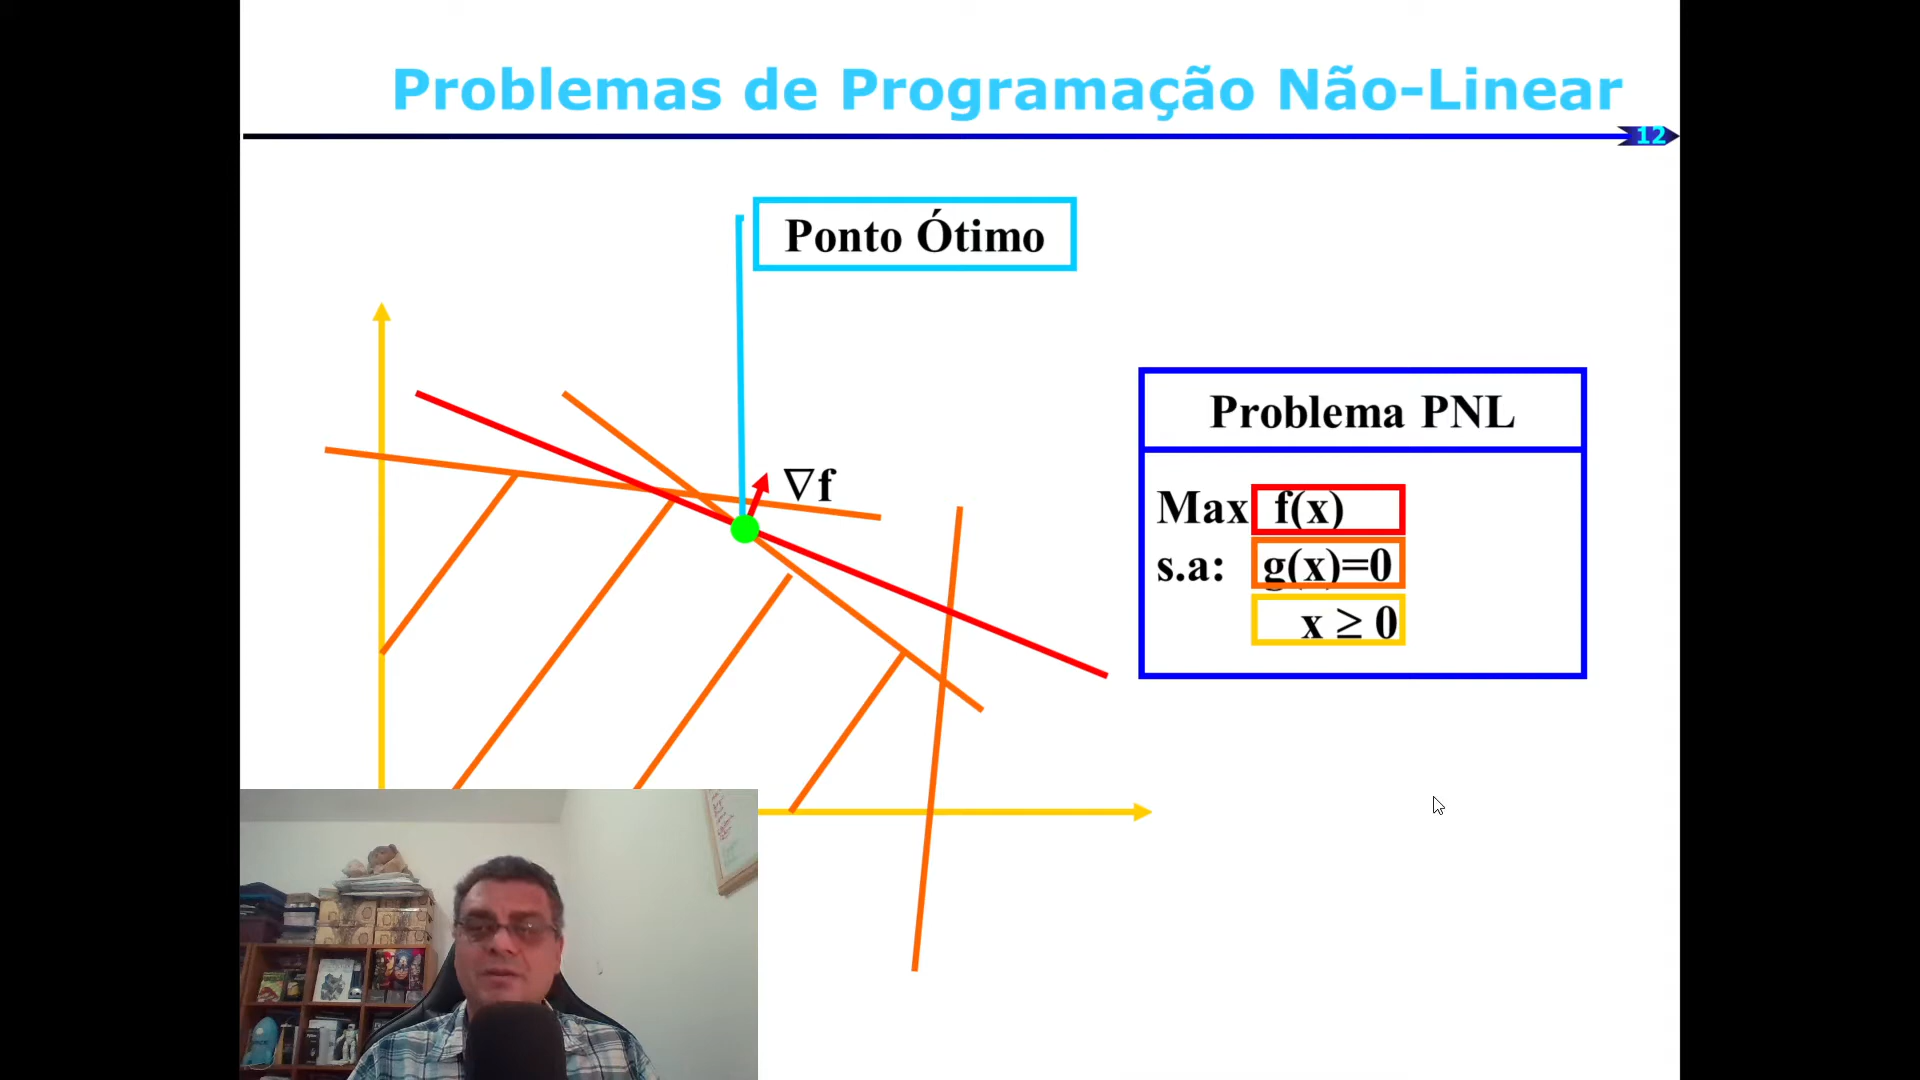 Problemas de Programação Não-Linear
12
Ponto Ótimo
∇f
Problema PNL
Max f(x)
s.a: g(x)=0
x ≥ 0